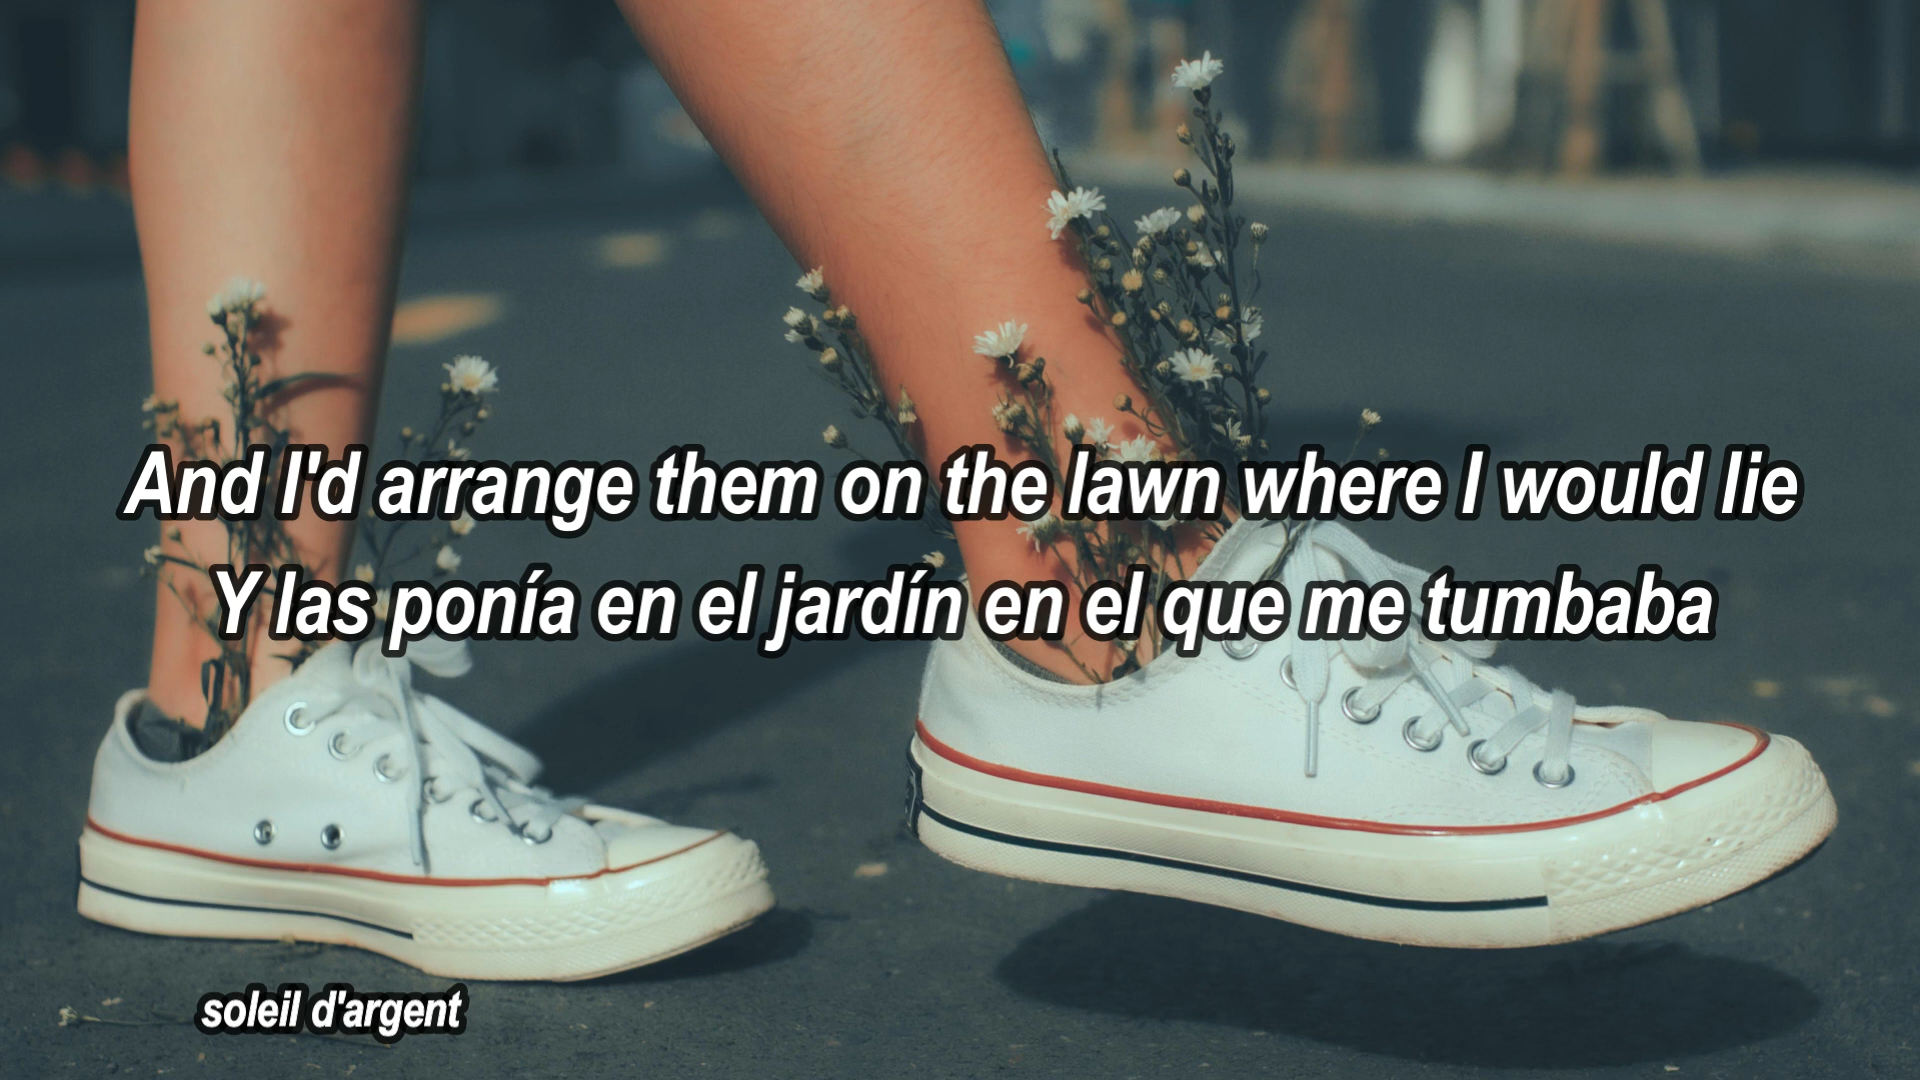 And I'd arrange them on the lawn where I would lie
Y las ponía en el jardín en el que me tumbaba
soleil d'argent